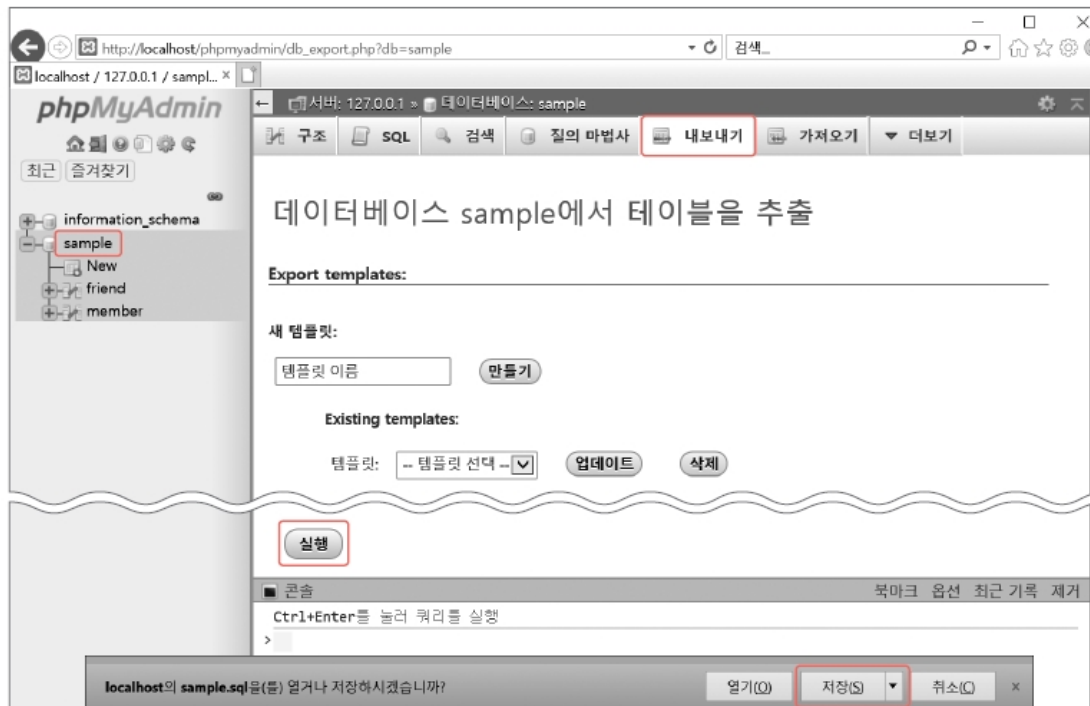 http://localhost/phpmyadmin/db_export.php?db=sample
검색...
localhost / 127.0.0.1 / sampl... ×
phpMyAdmin
최근 즐겨찾기
information_schema
sample
New
friend
member
← 서버: 127.0.0.1 » 데이터베이스: sample
구조 SQL 검색 질의 마법사 내보내기 가져오기 ▼ 더보기
데이터베이스 sample에서 테이블을 추출
Export templates:
새 템플릿:
템플릿 이름 만들기
Existing templates:
템플릿: -- 템플릿 선택 -- 업데이트 삭제
실행
콘솔 북마크 옵션 최근 기록 제거
Ctrl+Enter를 눌러 쿼리를 실행
>
localhost의 sample.sql을(를) 열거나 저장하시겠습니까? 열기(O) 저장(S) ▼ 취소(C) ×